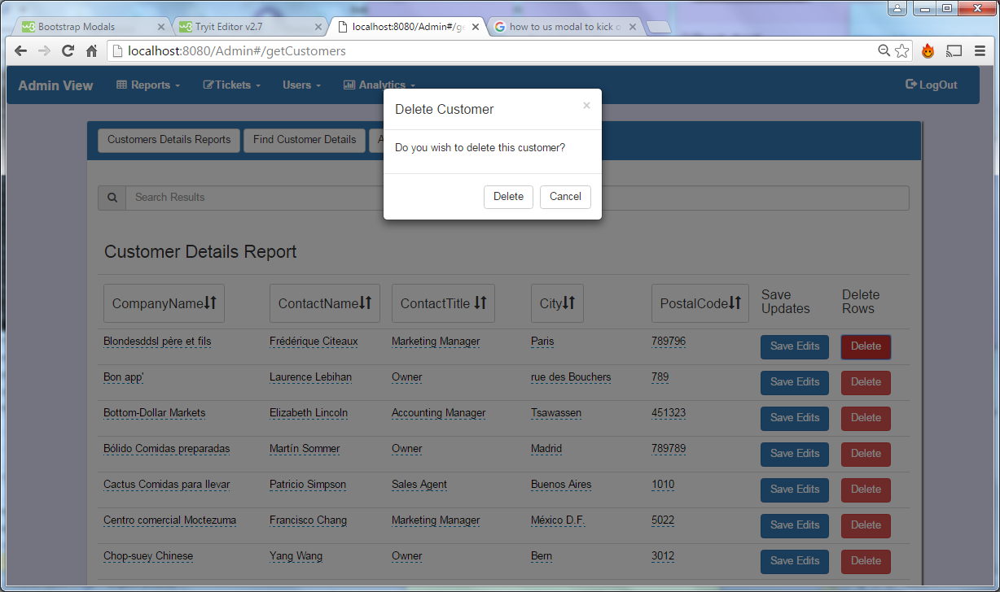 Bootstrap Modals
Tryit Editor v2.7
localhost:8080/Admin#/ge
how to us modal to kick o
localhost:8080/Admin#/getCustomers
Admin View Reports Tickets Users Analytics LogOut
Delete Customer
Do you wish to delete this customer?
Delete Cancel
Customers Details Reports Find Customer Details A
Search Results
Customer Details Report
CompanyName ContactName ContactTitle City PostalCode Save Updates Delete Rows
Blondesddsl père et fils Frédérique Citeaux Marketing Manager Paris 789796 Save Edits Delete
Bon app' Laurence Lebihan Owner rue des Bouchers 789 Save Edits Delete
Bottom-Dollar Markets Elizabeth Lincoln Accounting Manager Tsawassen 451323 Save Edits Delete
Bólido Comidas preparadas Martín Sommer Owner Madrid 789789 Save Edits Delete
Cactus Comidas para llevar Patricio Simpson Sales Agent Buenos Aires 1010 Save Edits Delete
Centro comercial Moctezuma Francisco Chang Marketing Manager México D.F. 5022 Save Edits Delete
Chop-suey Chinese Yang Wang Owner Bern 3012 Save Edits Delete